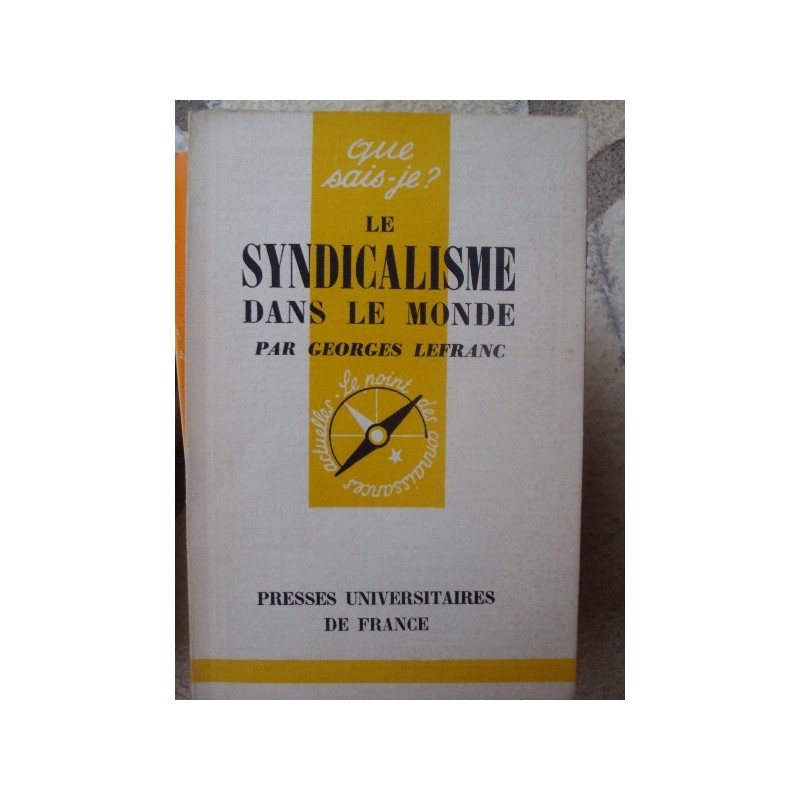 que
sais-je?
LE
SYNDICALISME
DANS LE MONDE
PAR GEORGES LEFRANC
Le point des connaissances actuelles.
PRESSES UNIVERSITAIRES
DE FRANCE